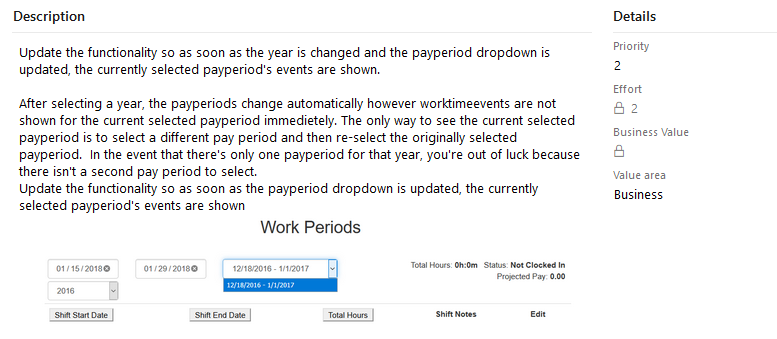 Description
Update the functionality so as soon as the year is changed and the payperiod dropdown is
updated, the currently selected payperiod's events are shown.
After selecting a year, the payperiods change automatically however worktimeevents are not
shown for the current selected payperiod immedietely. The only way to see the current selected
payperiod is to select a different pay period and then re-select the originally selected
payperiod.  In the event that there's only one payperiod for that year, you're out of luck because
there isn't a second pay period to select.
Update the functionality so as soon as the payperiod dropdown is updated, the currently
selected payperiod's events are shown
Work Periods
01 / 15 / 2018
01 / 29 / 2018
12/18/2016 - 1/1/2017
12/18/2016 - 1/1/2017
2016
Total Hours: 0h:0m Status: Not Clocked In
Projected Pay: 0.00
Shift Start Date
Shift End Date
Total Hours
Shift Notes
Edit
Details
Priority
2
Effort
2
Business Value
Value area
Business